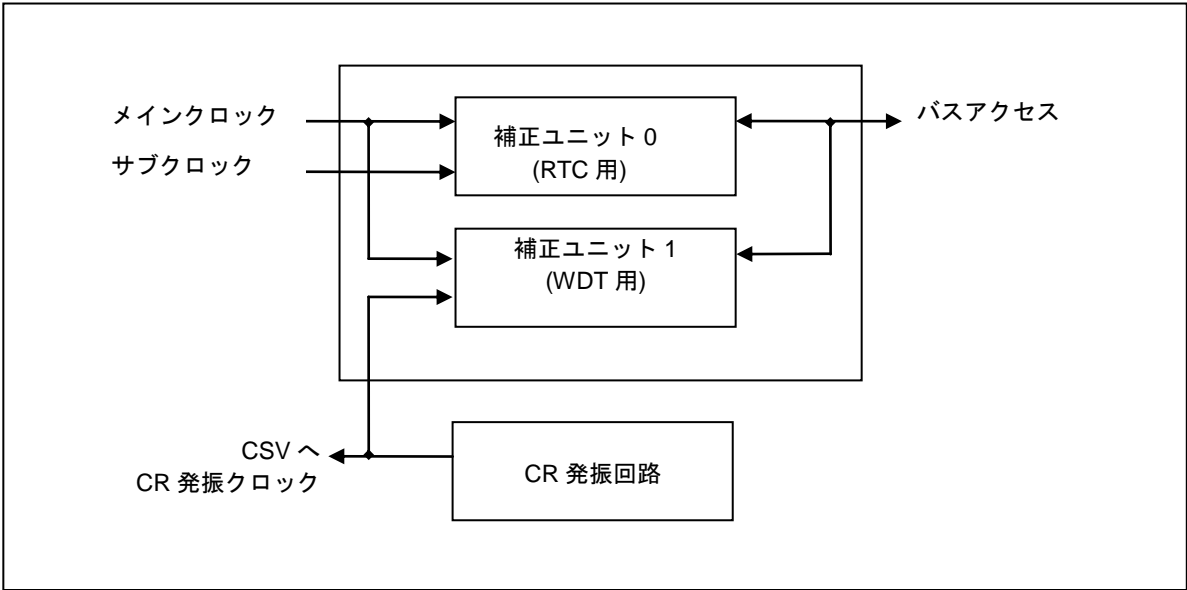 メインクロック
サブクロック
補正ユニット 0
(RTC 用)
バスアクセス
補正ユニット 1
(WDT 用)
CSV へ
CR 発振クロック
CR 発振回路